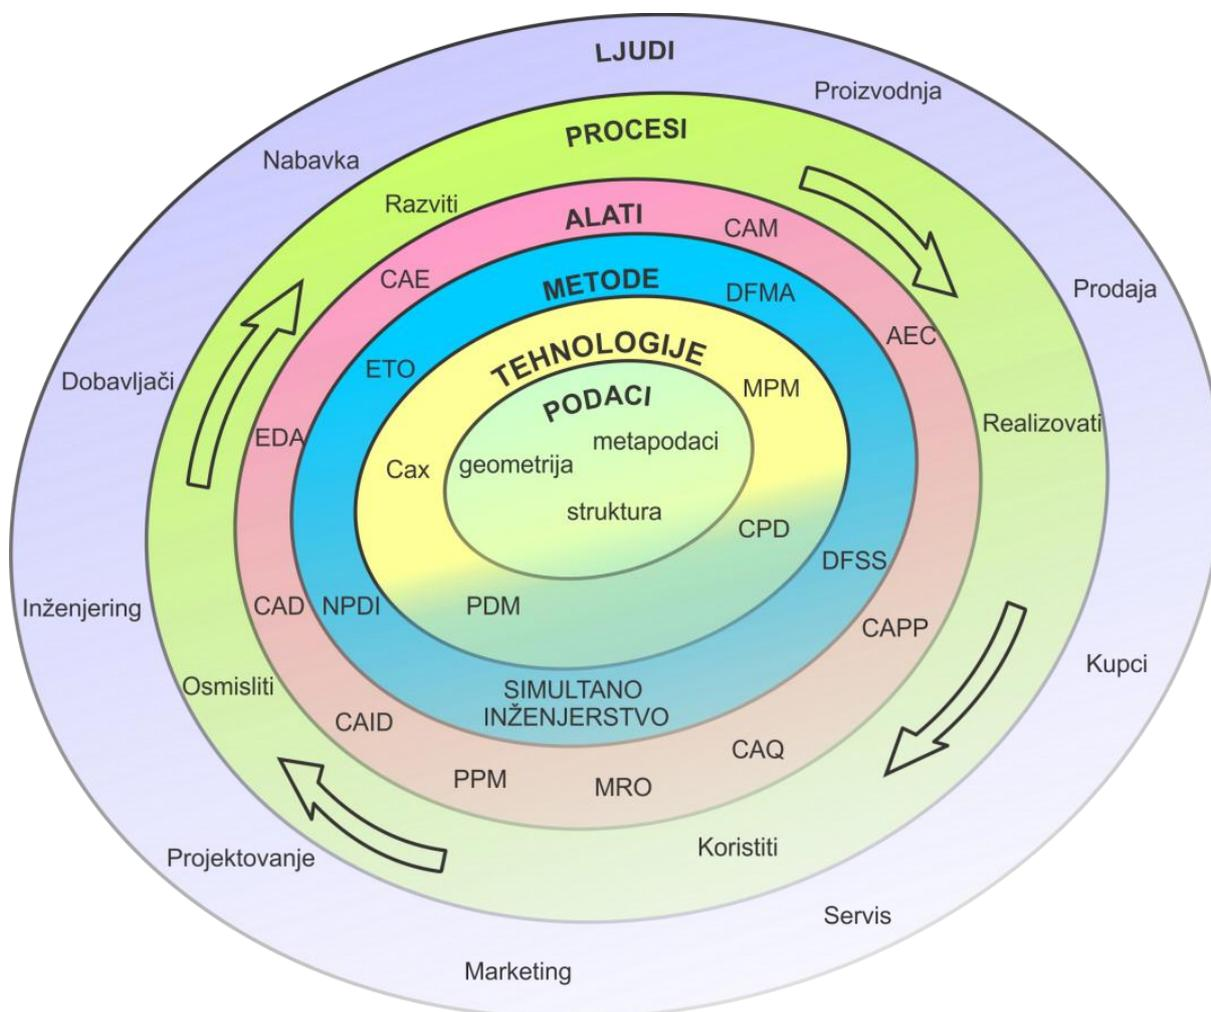 LJUDI
Proizvodnja
Nabavka
Prodaja
Dobavljači
Inženjering
Kupci
Projektovanje
Servis
Marketing
PROCESI
Razviti
Realizovati
Osmisliti
Koristiti
ALATI
CAM
CAE
AEC
EDA
CAD
CAPP
CAID
CAQ
PPM
MRO
METODE
DFMA
ETO
DFSS
NPDI
SIMULTANO
INŽENJERSTVO
TEHNOLOGIJE
MPM
Cax
CPD
PDM
PODACI
metapodaci
geometrija
struktura